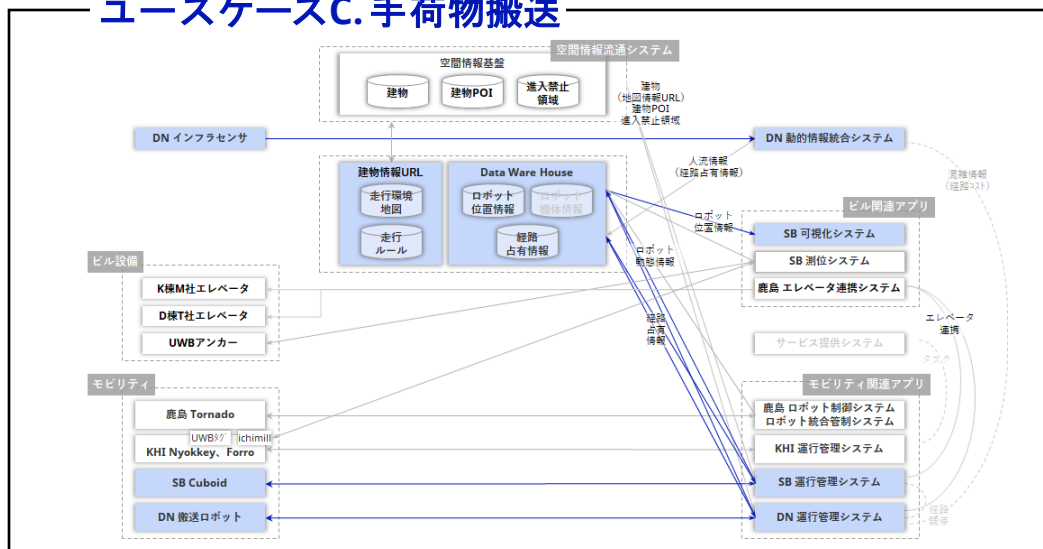 ユースケースC. 手荷物搬送
空間情報流通システム
空間情報基盤
建物
建物POI
進入禁止
領域
建物
（地図情報URL）
建物POI
進入禁止領域
DN インフラセンサ
DN 動的情報統合システム
人流情報
（経路占有情報）
混雑情報
（経路コスト）
建物情報URL
走行環境
地図
走行
ルール
Data Ware House
ロボット
位置情報
ロボット
機体情報
経路
占有情報
ロボット
位置情報
ロボット
動態情報
経路
占有
情報
ビル関連アプリ
SB 可視化システム
SB 測位システム
鹿島 エレベータ連携システム
エレベータ
連携
ビル設備
K棟M社エレベータ
D棟T社エレベータ
UWBアンカー
サービス提供システム
タスク
モビリティ
鹿島 Tornado
UWBタグ
ichimill
KHI Nyokkey、Forro
SB Cuboid
DN 搬送ロボット
モビリティ関連アプリ
鹿島 ロボット制御システム
ロボット統合管制システム
KHI 運行管理システム
SB 運行管理システム
DN 運行管理システム
経路